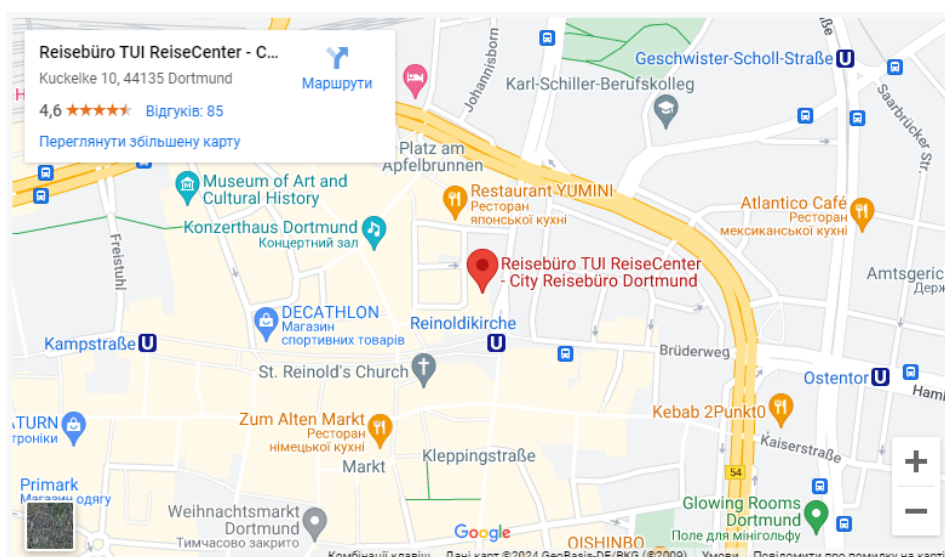 Reisebüro TUI ReiseCenter - C...
Kuckelke 10, 44135 Dortmund
4,6
Відгуків: 85
Переглянути збільшену карту
Маршрути
Johannisborn
Geschwister-Scholl-Straße U
Karl-Schiller-Berufskolleg
Saarbrücker Str.
Platz am
Apfelbrunnen
Museum of Art and
Cultural History
Restaurant YUMINI
Ресторан
японської кухні
Atlantico Café
Ресторан
мексиканської кухні
Konzerthaus Dortmund
Концертний зал
Freistuhl
Reisebüro TUI ReiseCenter
- City Reisebüro Dortmund
Amtsgeric
Держ
DECATHLON
Магазин
спортивних товарів
Reinoldikirche
U
Kampstraße U
Brüderweg
St. Reinold's Church
Ostentor U
Hamb
Zum Alten Markt
Ресторан
німецької кухні
Kebab 2Punkt0
ATURN
троніки
Kaiserstraße
Markt
Kleppingstraße
54
Primark
Магазин одягу
Weihnachtsmarkt
Dortmund
Тимчасово закрито
Glowing Rooms
Dortmund
Поле для мінігольфу
Google
OISHINBO
Комбінації клавіш
Дані карт ©2024 GeoBasis-DE/BKG (©2009)
Умови
Повідомити про помилку на карті